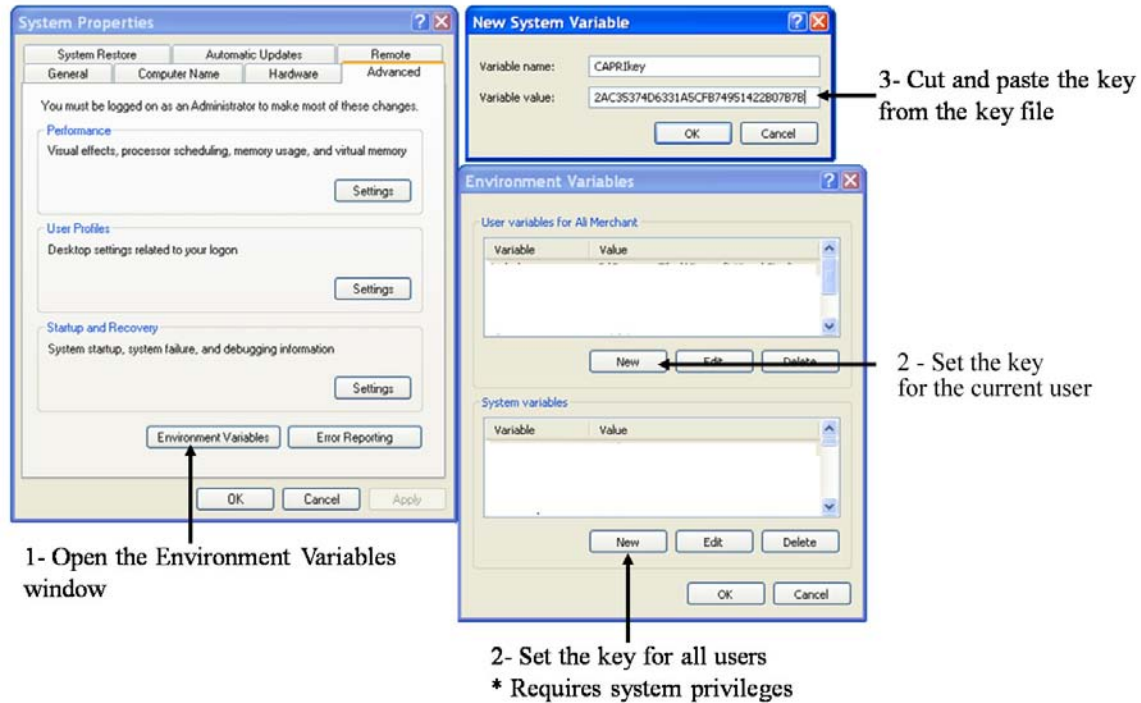 System Properties
System Restore Automatic Updates Remote
General Computer Name Hardware Advanced
You must be logged on as an Administrator to make most of these changes.
Performance
Visual effects, processor scheduling, memory usage, and virtual memory
Settings
User Profiles
Desktop settings related to your logon
Settings
Startup and Recovery
System startup, system failure, and debugging information
Settings
Environment Variables Error Reporting
OK Cancel Apply
1- Open the Environment Variables
window
New System Variable
Variable name: CAPRIkey
Variable value: 2AC35374D6331A5CFB74951422B07B7B
OK Cancel
3- Cut and paste the key
from the key file
Environment Variables
User variables for Ali Merchant
Variable Value
New Edit Delete
2 - Set the key
for the current user
System variables
Variable Value
New Edit Delete
OK Cancel
2- Set the key for all users
* Requires system privileges